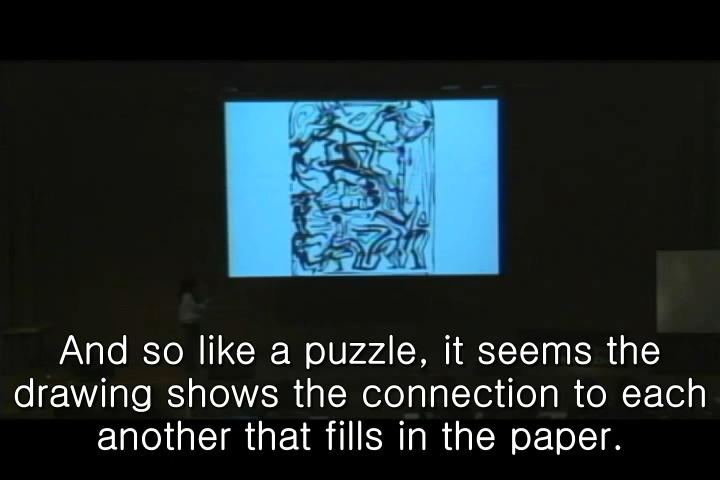 And so like a puzzle, it seems the
drawing shows the connection to each
another that fills in the paper.